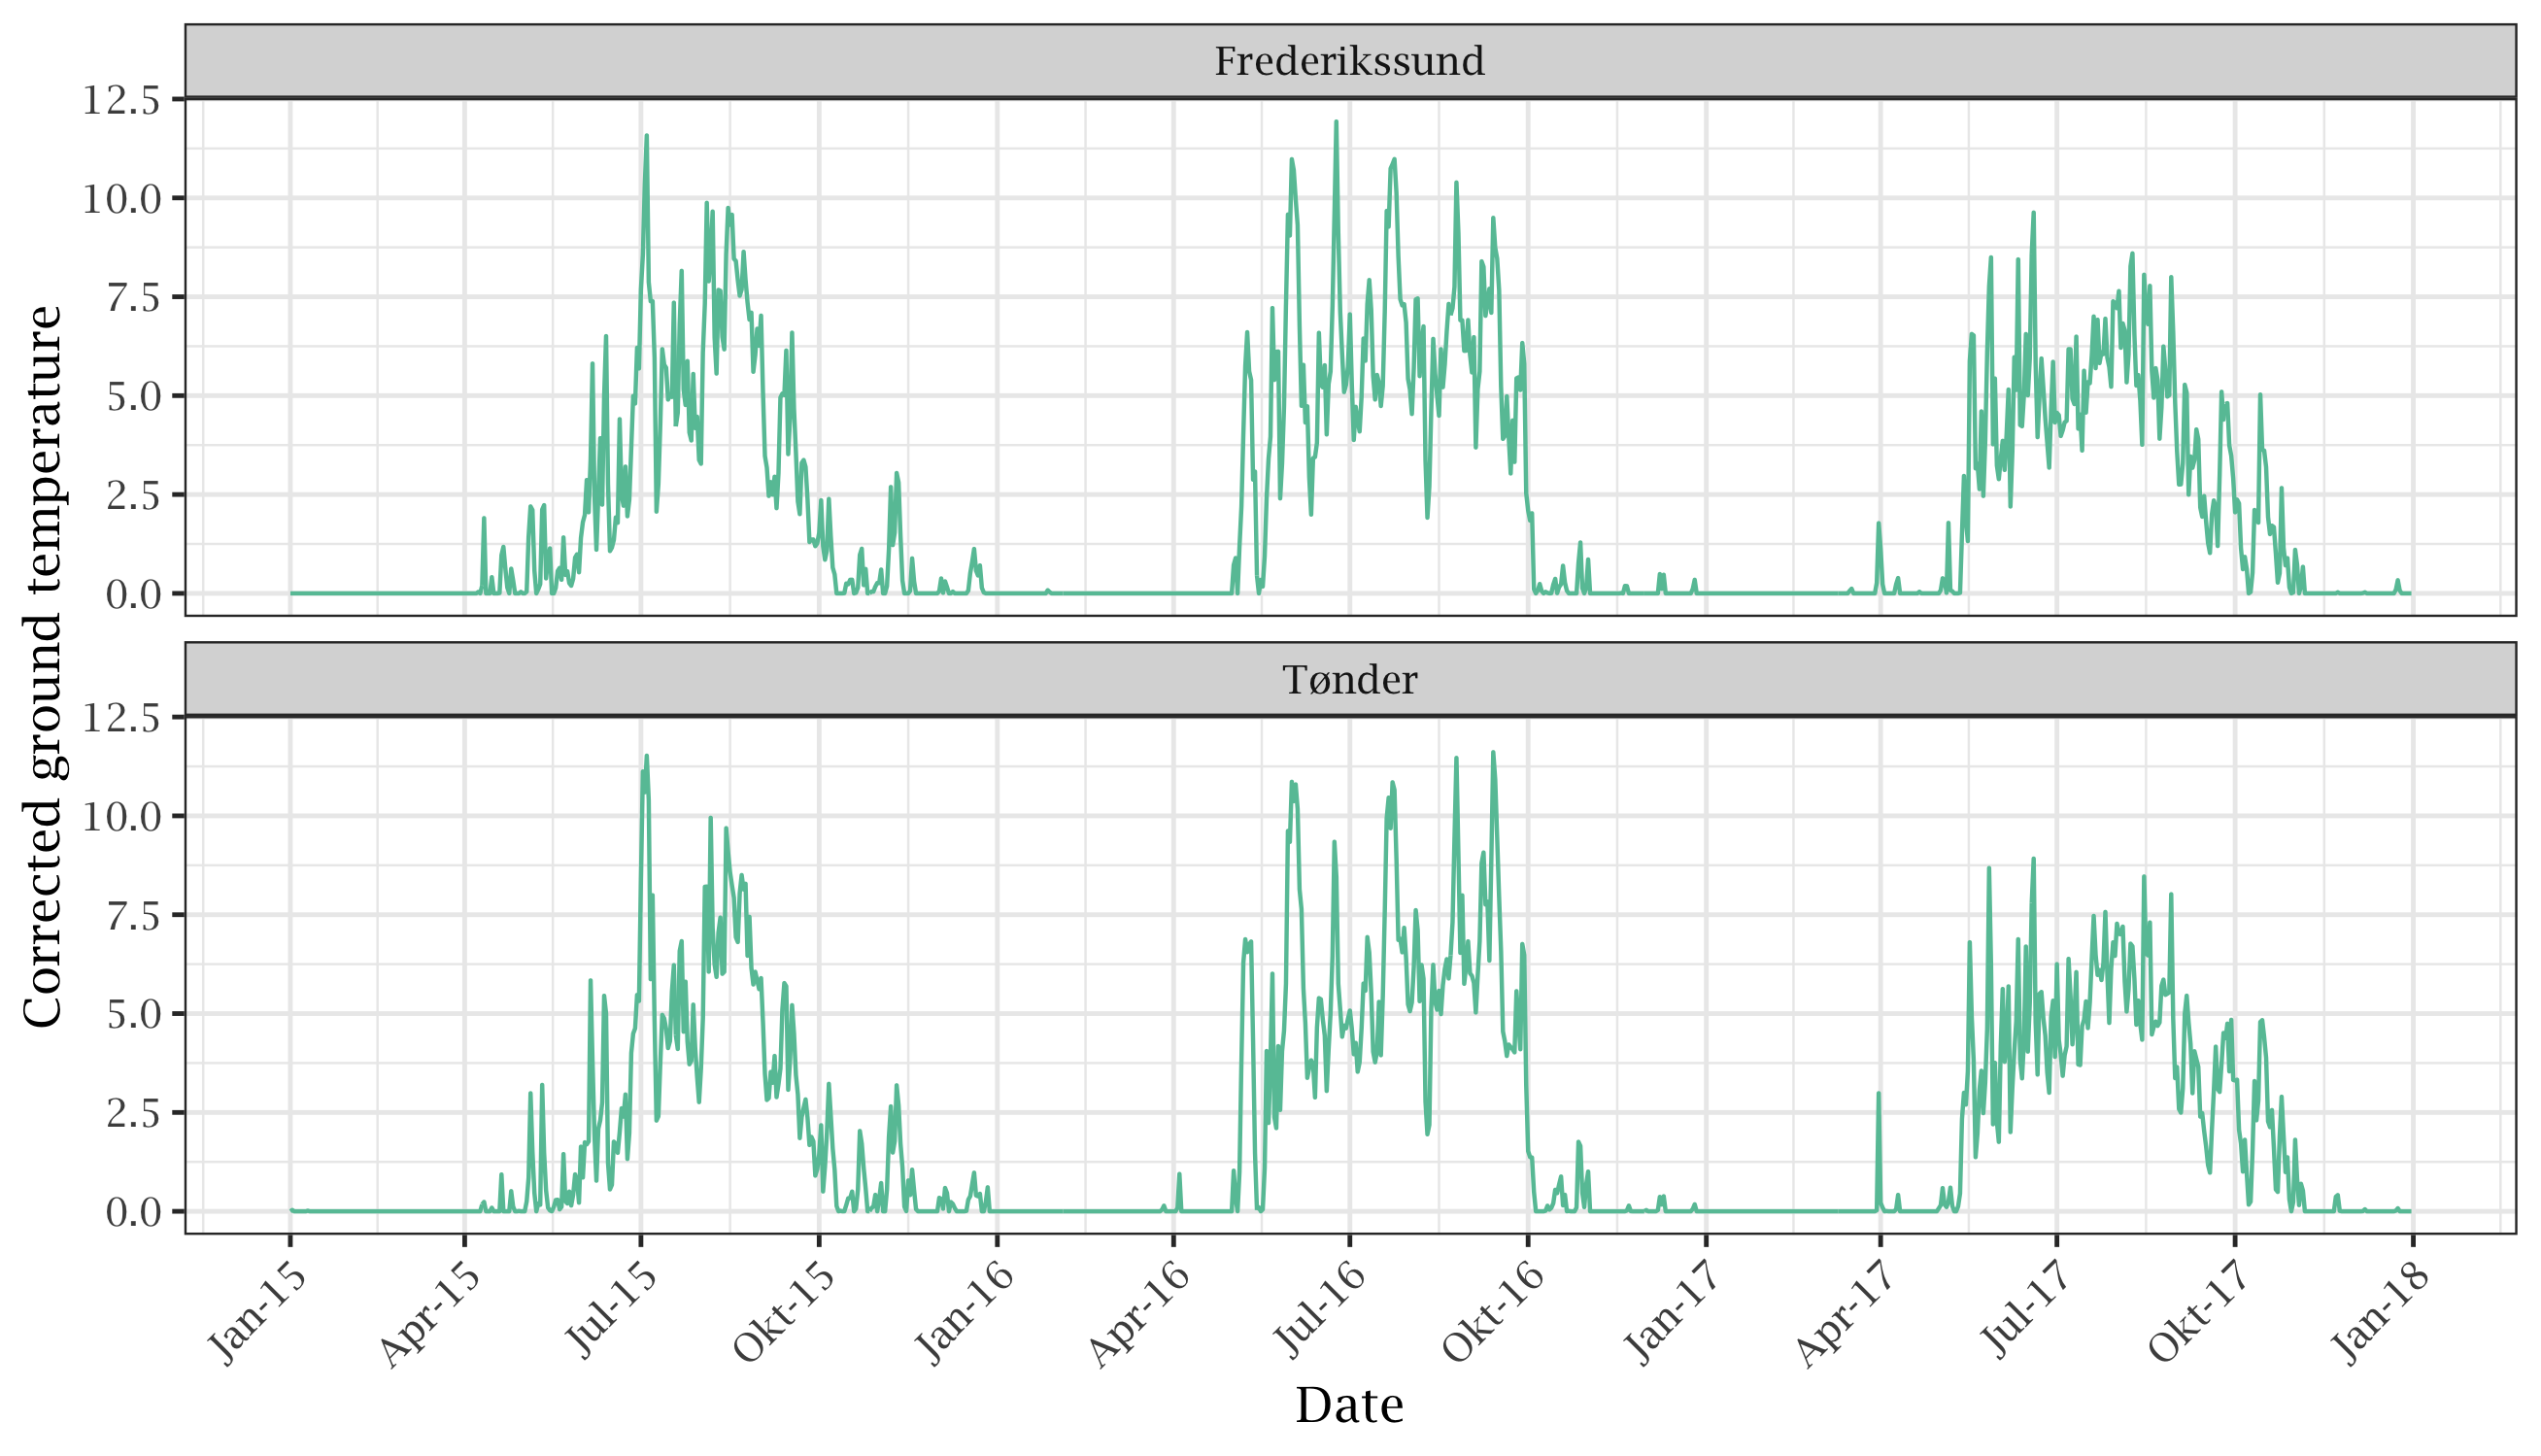 Frederikssund
12.5
10.0
7.5
5.0
2.5
0.0
Tønder
12.5
10.0
7.5
5.0
2.5
0.0
Corrected ground temperature
Jan-15
Apr-15
Jul-15
Okt-15
Jan-16
Apr-16
Jul-16
Okt-16
Jan-17
Apr-17
Jul-17
Okt-17
Jan-18
Date